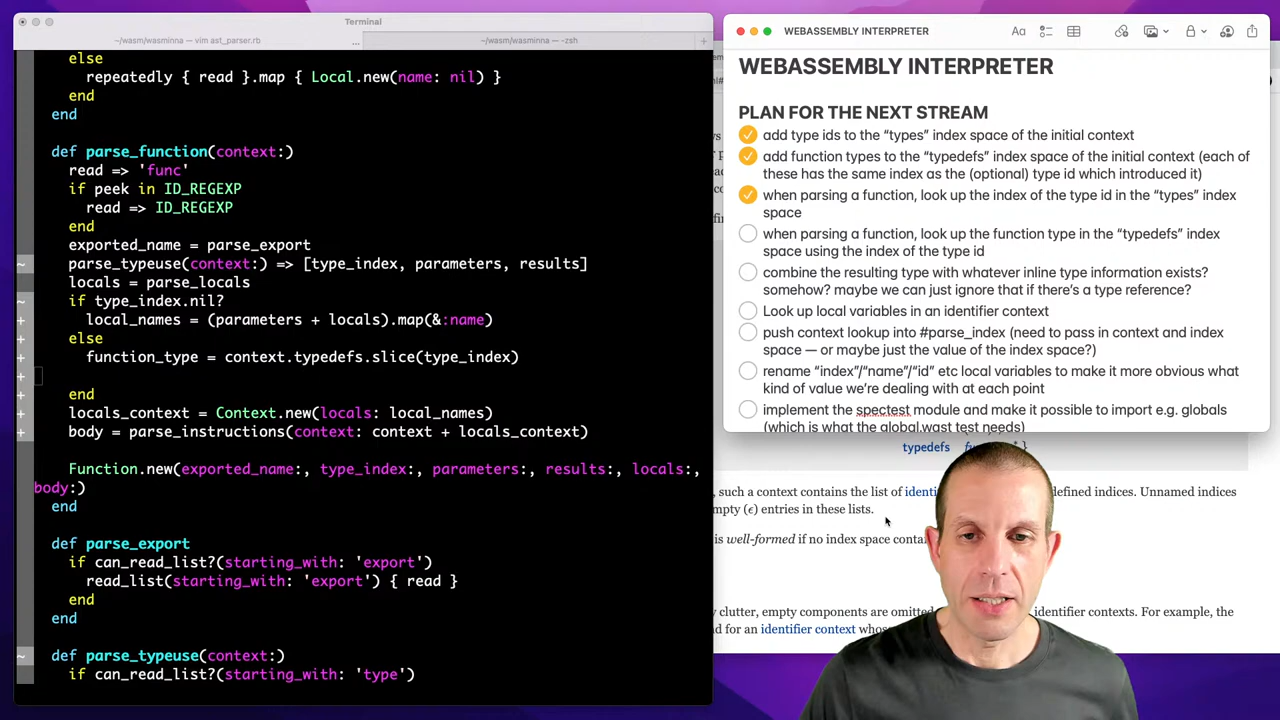 Terminal
~/wasm/wasminna — vim ast_parser.rb
...
~/wasm/wasminna — -zsh
+
else
repeatedly { read }.map { Local.new(name: nil) }
end
end
def parse_function(context:)
read => 'func'
if peek in ID_REGEXP
read => ID_REGEXP
end
exported_name = parse_export
~ parse_typeuse(context:) => [type_index, parameters, results]
locals = parse_locals
~ if type_index.nil?
+ local_names = (parameters + locals).map(&:name)
+ else
+ function_type = context.typedefs.slice(type_index)
+
+ end
+ locals_context = Context.new(locals: local_names)
+ body = parse_instructions(context: context + locals_context)
Function.new(exported_name:, type_index:, parameters:, results:, locals:,
body:)
end
def parse_export
if can_read_list?(starting_with: 'export')
read_list(starting_with: 'export') { read }
end
end
~ def parse_typeuse(context:)
if can_read_list?(starting_with: 'type')
WEBASSEMBLY INTERPRETER
Aa
WEBASSEMBLY INTERPRETER
PLAN FOR THE NEXT STREAM
add type ids to the “types” index space of the initial context
add function types to the “typedefs” index space of the initial context (each of
these has the same index as the (optional) type id which introduced it)
when parsing a function, look up the index of the type id in the “types” index
space
when parsing a function, look up the function type in the “typedefs” index
space using the index of the type id
combine the resulting type with whatever inline type information exists?
somehow? maybe we can just ignore that if there’s a type reference?
Look up local variables in an identifier context
push context lookup into #parse_index (need to pass in context and index
space — or maybe just the value of the index space?)
rename “index”/“name”/“id” etc local variables to make it more obvious what
kind of value we’re dealing with at each point
implement the spectest module and make it possible to import e.g. globals
(which is what the global.wast test needs)
typedefs
, such a context contains the list of defined indices. Unnamed indices
(ϵ) entries in these lists.
is well-formed if no index space
clutter, empty components are omitted identifier contexts. For example, the
for an identifier context